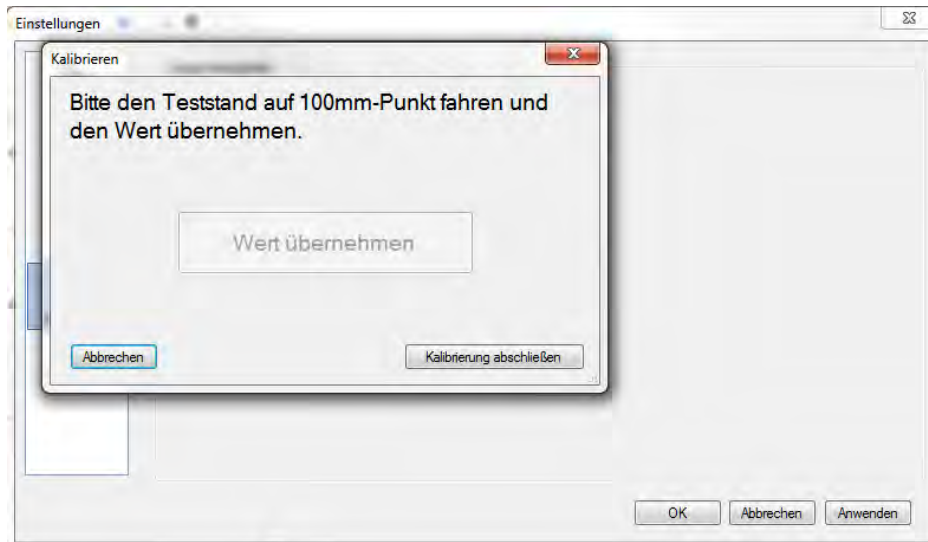 Einstellungen
Kalibrieren
Bitte den Teststand auf 100mm-Punkt fahren und
den Wert übernehmen.
Wert übernehmen
Abbrechen
Kalibrierung abschließen
OK
Abbrechen
Anwenden